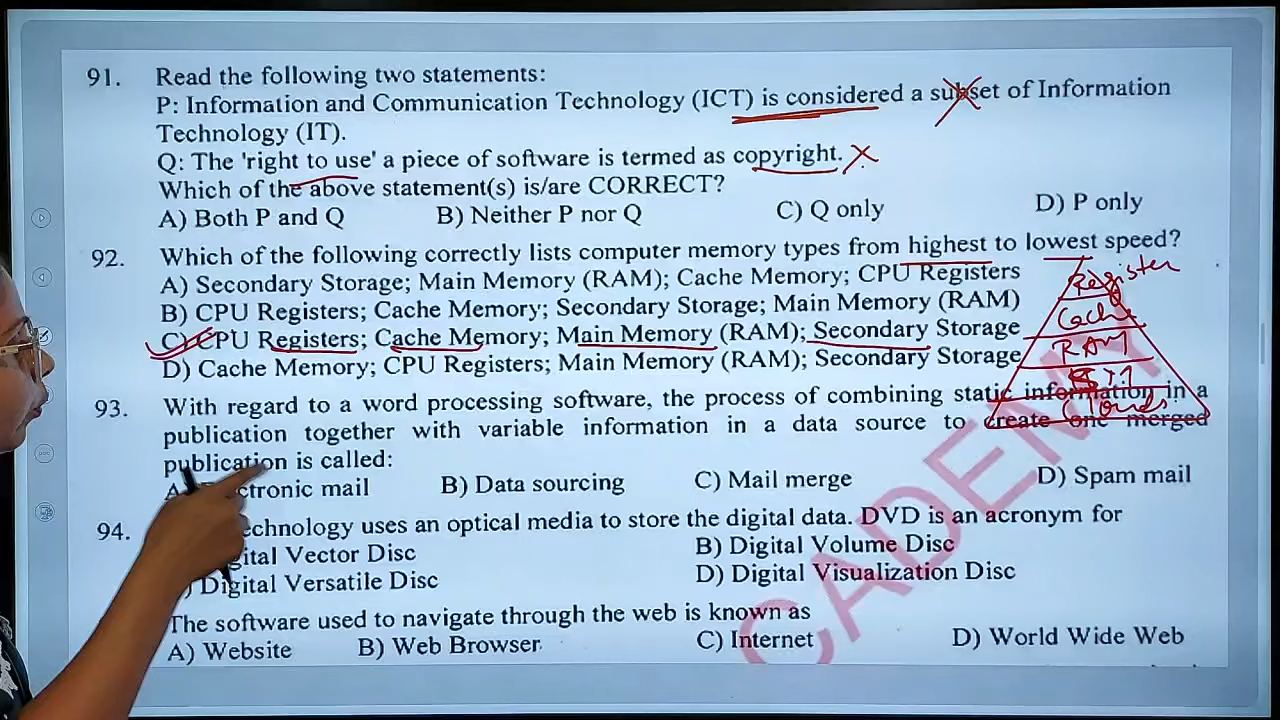 91. Read the following two statements:
P: Information and Communication Technology (ICT) is considered a subset of Information
Technology (IT).
Q: The 'right to use' a piece of software is termed as copyright.
Which of the above statement(s) is/are CORRECT?
A) Both P and Q B) Neither P nor Q C) Q only D) P only
92. Which of the following correctly lists computer memory types from highest to lowest speed?
A) Secondary Storage; Main Memory (RAM); Cache Memory; CPU Registers
B) CPU Registers; Cache Memory; Secondary Storage; Main Memory (RAM)
C) CPU Registers; Cache Memory; Main Memory (RAM); Secondary Storage
D) Cache Memory; CPU Registers; Main Memory (RAM); Secondary Storage
Register
Cache
RAM
Clouds
93. With regard to a word processing software, the process of combining static information in a
publication together with variable information in a data source to create one merged
publication is called:
A) ctronic mail B) Data sourcing C) Mail merge D) Spam mail
94. echnology uses an optical media to store the digital data. DVD is an acronym for
gital Vector Disc B) Digital Volume Disc
) Digital Versatile Disc D) Digital Visualization Disc
The software used to navigate through the web is known as
A) Website B) Web Browser C) Internet D) World Wide Web
CADEM